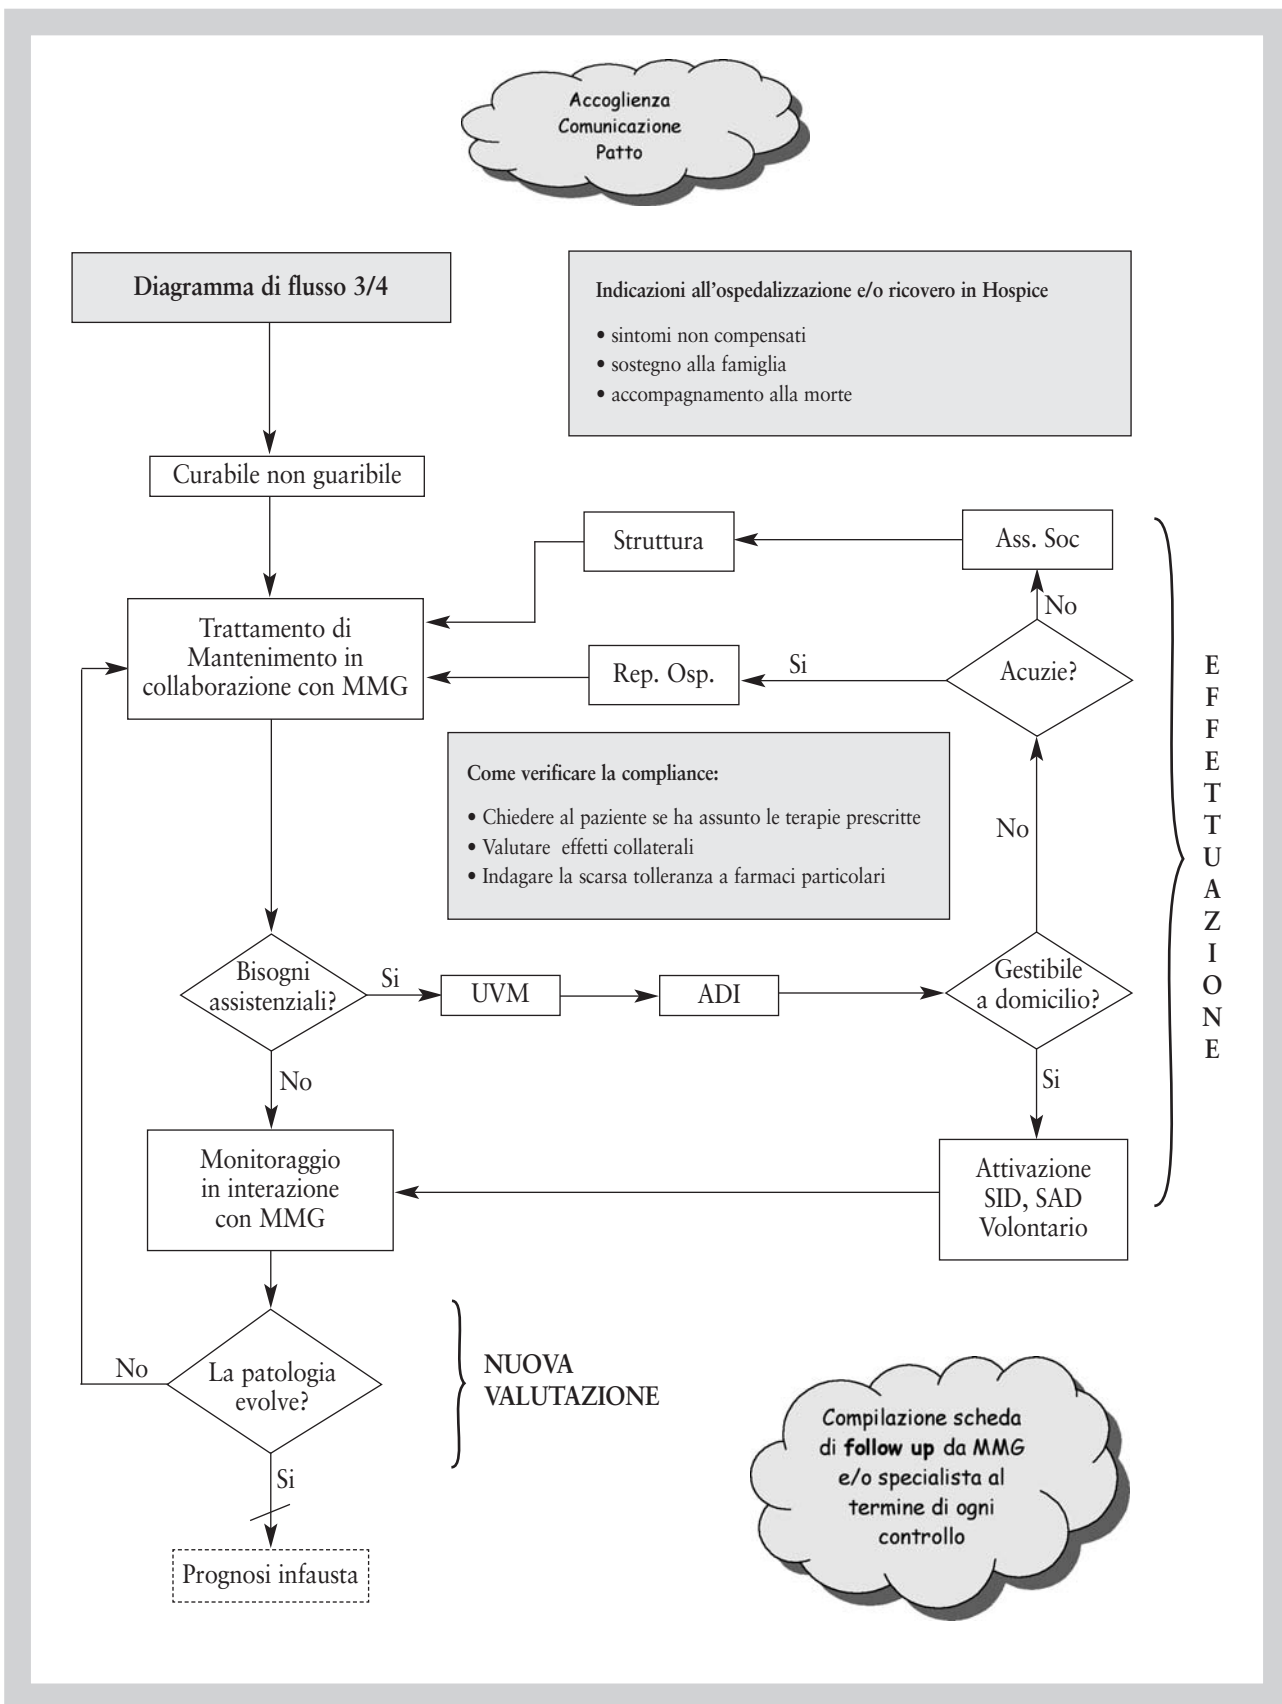 Accoglienza
Comunicazione
Patto
Diagramma di flusso 3/4
Indicazioni all'ospedalizzazione e/o ricovero in Hospice
• sintomi non compensati
• sostegno alla famiglia
• accompagnamento alla morte
Curabile non guaribile
Struttura
Ass. Soc
No
Trattamento di
Mantenimento in
collaborazione con MMG
Rep. Osp.
Si
Acuzie?
Come verificare la compliance:
• Chiedere al paziente se ha assunto le terapie prescritte
• Valutare effetti collaterali
• Indagare la scarsa tolleranza a farmaci particolari
No
EFFETTUAZIONE
Bisogni
assistenziali?
Si
UVM
ADI
Gestibile
a domicilio?
No
Si
Monitoraggio
in interazione
con MMG
Attivazione
SID, SAD
Volontario
No
La patologia
evolve?
NUOVA
VALUTAZIONE
Si
Prognosi infausta
Compilazione scheda
di follow up da MMG
e/o specialista al
termine di ogni
controllo